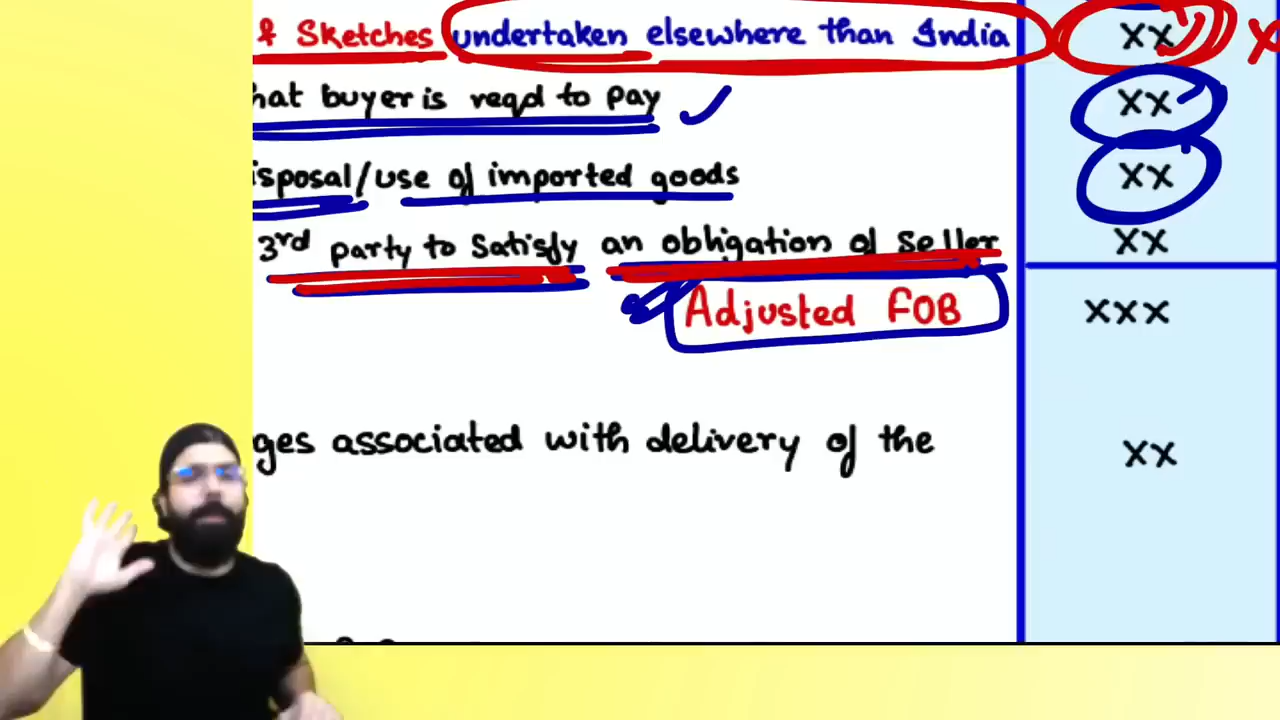 & Sketches undertaken elsewhere than India XX X
hat buyer is reqd to pay XX
isposal/use of imported goods XX
3rd party to Satisfy an obligation of Seller XX
Adjusted FOB XXX
ges associated with delivery of the XX